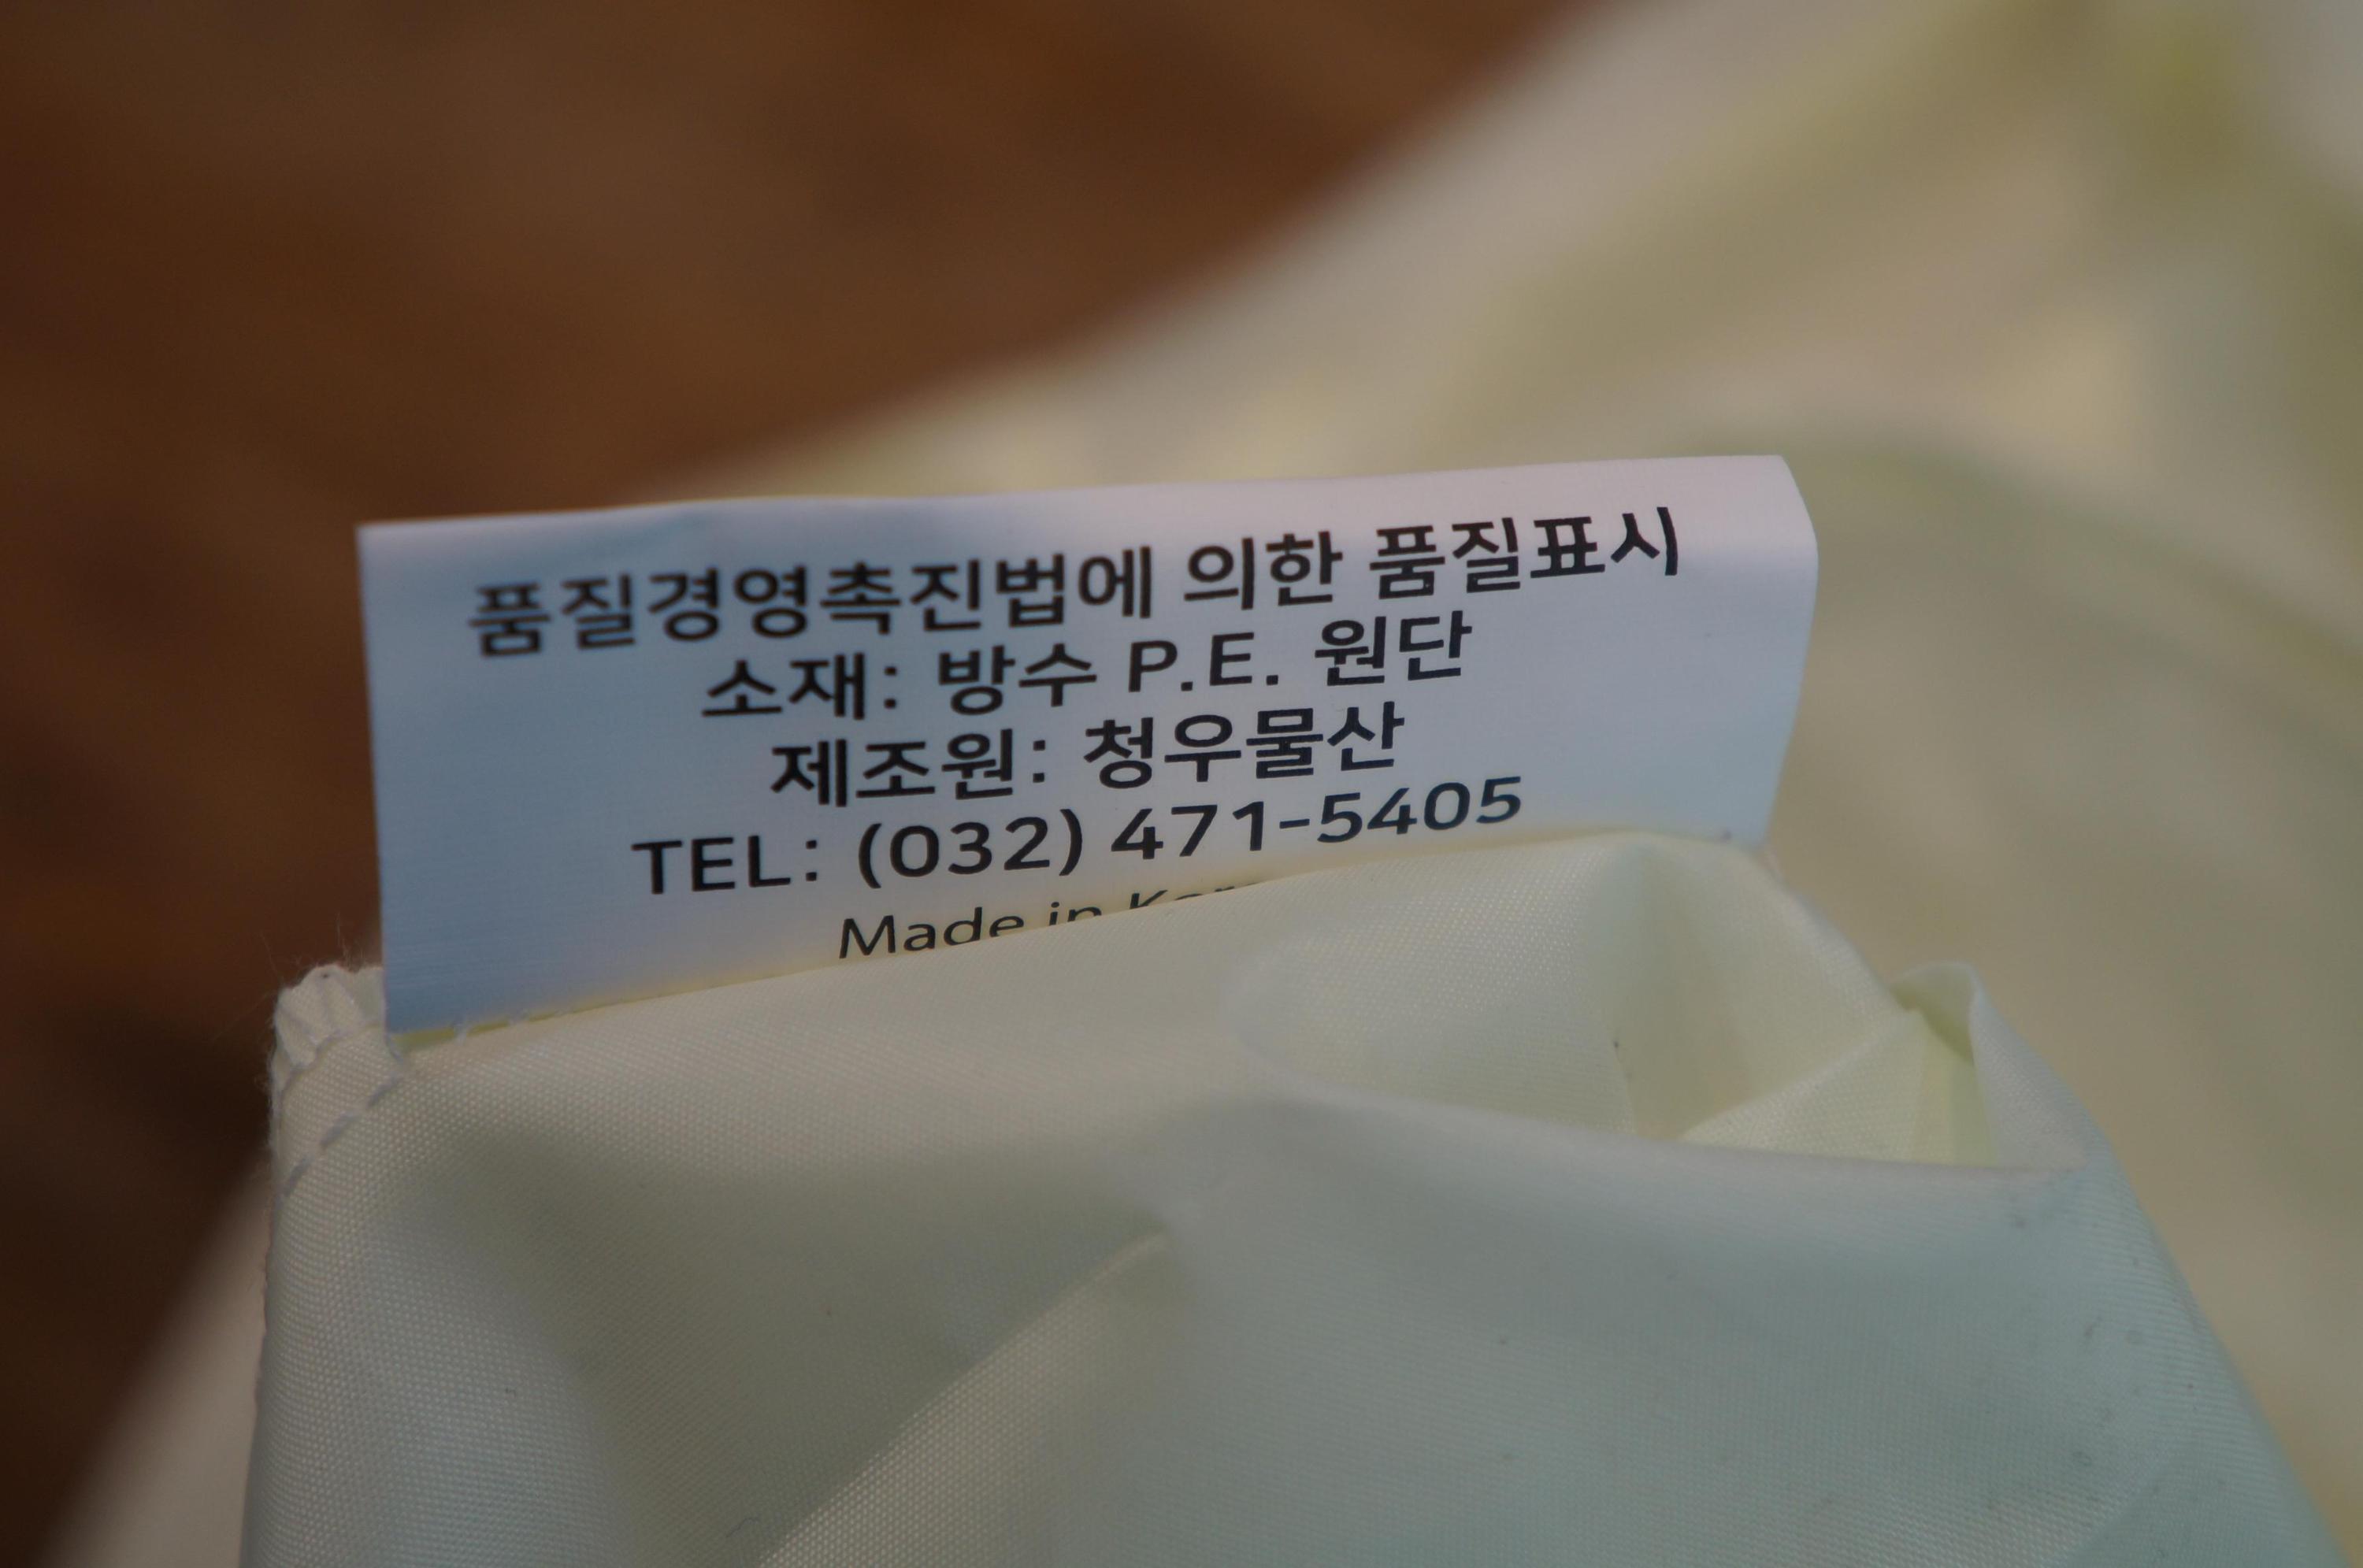 품질경영촉진법에 의한 품질표시
소재: 방수 P.E. 원단
제조원: 청우물산
TEL: (032) 471-5405
Made in